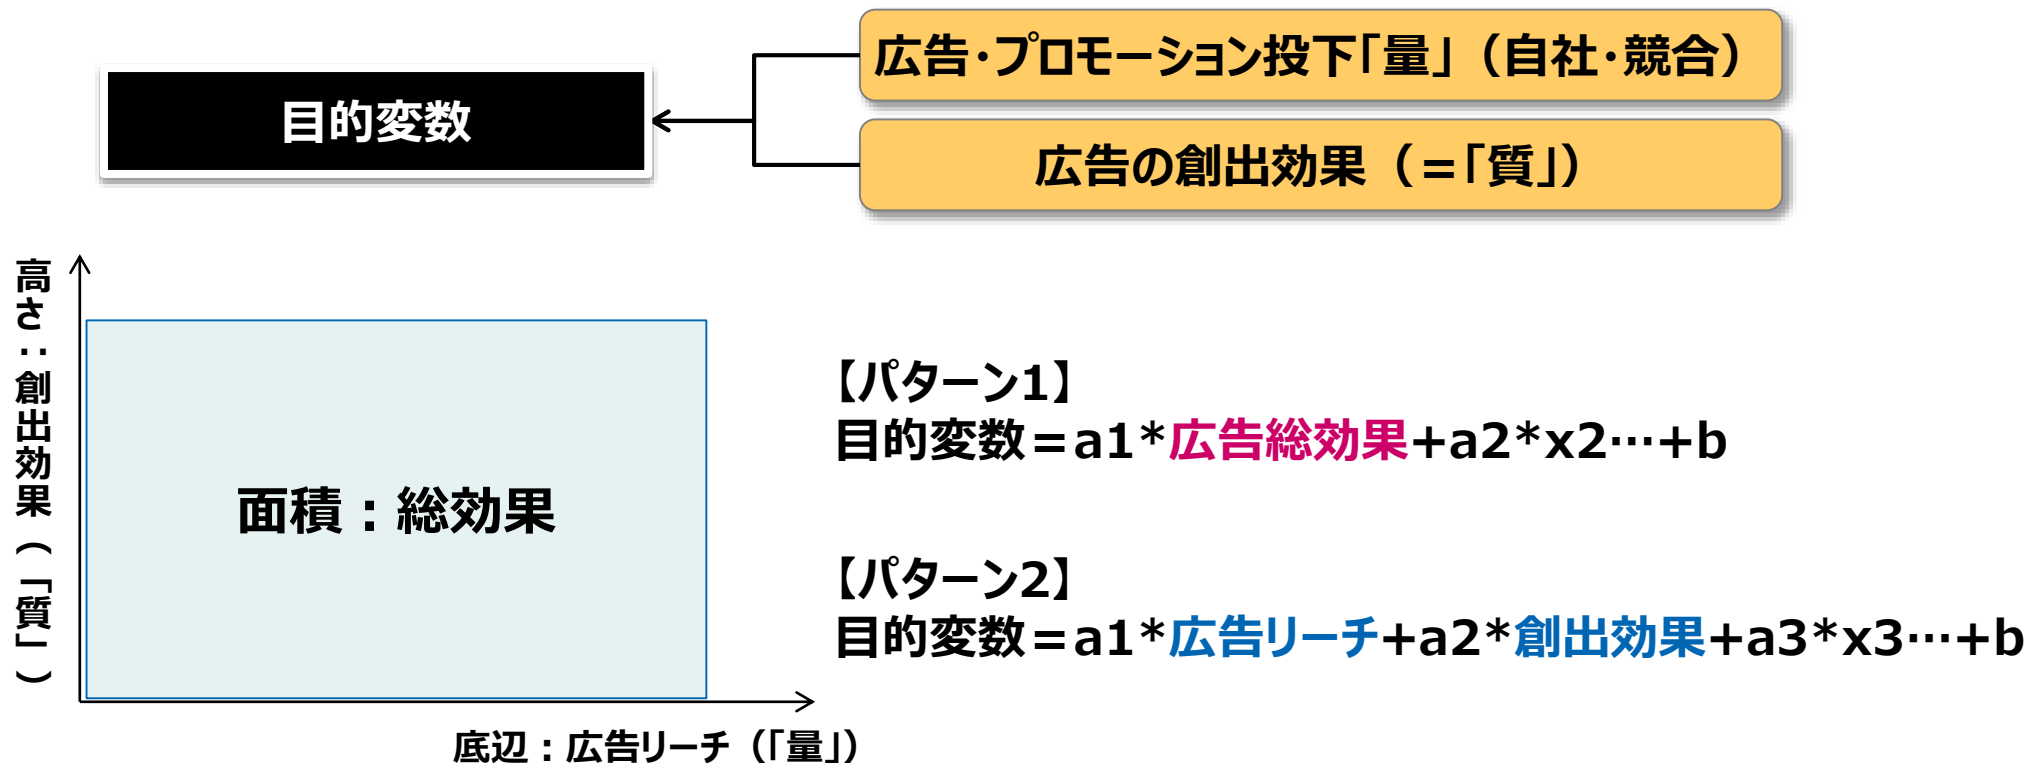 広告・プロモーション投下「量」（自社・競合）
目的変数
広告の創出効果（=「質」）
高さ：創出効果（「質」）
面積：総効果
底辺：広告リーチ（「量」）
【パターン1】
目的変数=a1*広告総効果+a2*x2…+b
【パターン2】
目的変数=a1*広告リーチ+a2*創出効果+a3*x3…+b